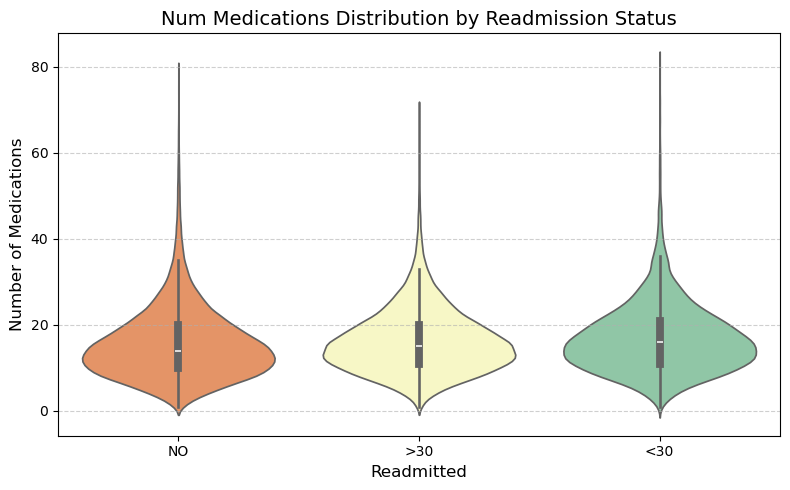 Num Medications Distribution by Readmission Status
Number of Medications
80
60
40
20
0
NO
>30
<30
Readmitted